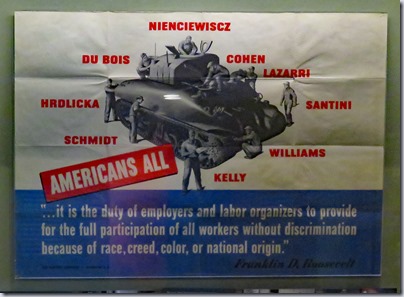 NIENCIEWISCZ
DU BOIS
COHEN
LAZARRI
HRDLICKA
SANTINI
SCHMIDT
WILLIAMS
KELLY
AMERICANS ALL
"...it is the duty of employers and labor organizers to provide
for the full participation of all workers without discrimination
because of race, creed, color, or national origin."
Franklin D. Roosevelt